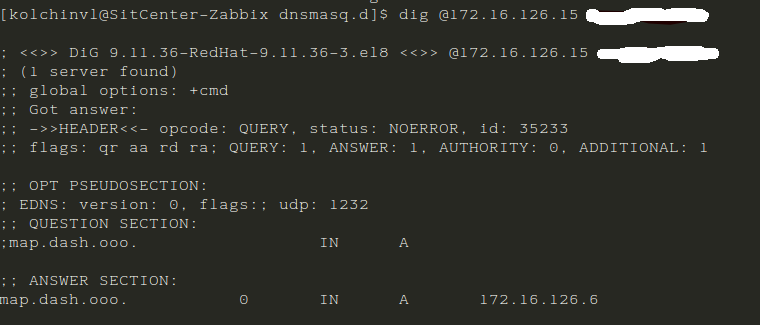 [kolchinvl@SitCenter-Zabbix dnsmasq.d]$ dig @172.16.126.15
; <<>> DiG 9.11.36-RedHat-9.11.36-3.el8 <<>> @172.16.126.15
; (1 server found)
;; global options: +cmd
;; Got answer:
;; ->>HEADER<<- opcode: QUERY, status: NOERROR, id: 35233
;; flags: qr aa rd ra; QUERY: 1, ANSWER: 1, AUTHORITY: 0, ADDITIONAL: 1
;; OPT PSEUDOSECTION:
; EDNS: version: 0, flags:; udp: 1232
;; QUESTION SECTION:
;map.dash.ooo. IN A
;; ANSWER SECTION:
map.dash.ooo. 0 IN A 172.16.126.6